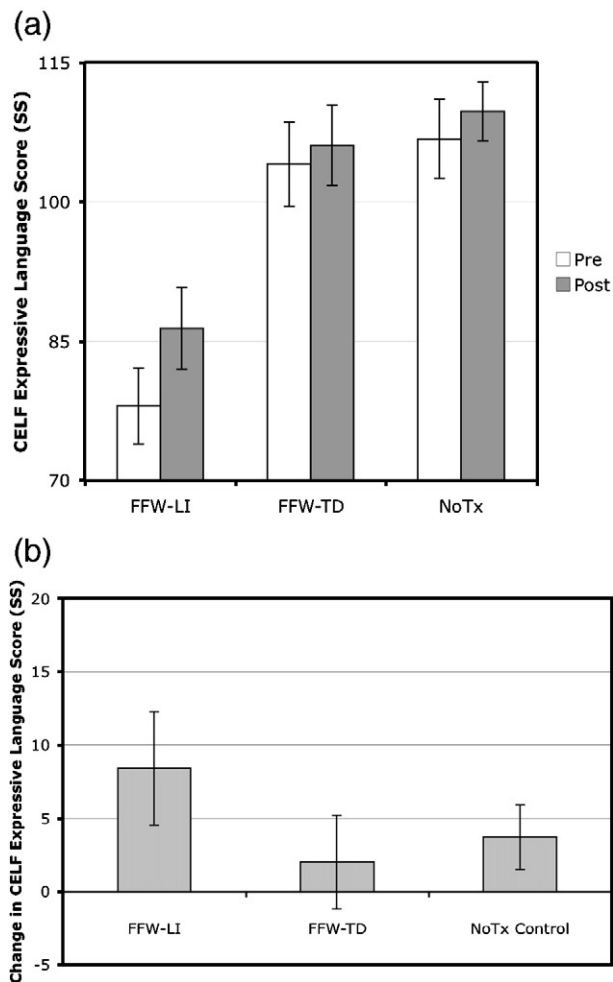 (a)
CELF Expressive Language Score (SS)
115
100
85
70
FFW-LI
FFW-TD
NoTx
Pre
Post
(b)
Change in CELF Expressive Language Score (SS)
20
15
10
5
0
-5
FFW-LI
FFW-TD
NoTx Control